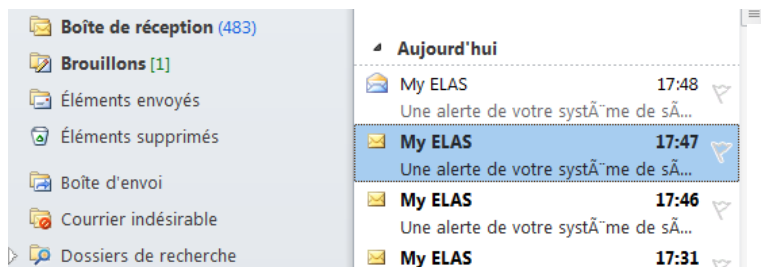 Boîte de réception (483)
Brouillons [1]
Éléments envoyés
Éléments supprimés
Boîte d'envoi
Courrier indésirable
Dossiers de recherche
Aujourd'hui
My ELAS 17:48
Une alerte de votre systÃ¨me de sÃ...
My ELAS 17:47
Une alerte de votre systÃ¨me de sÃ...
My ELAS 17:46
Une alerte de votre systÃ¨me de sÃ...
My ELAS 17:31